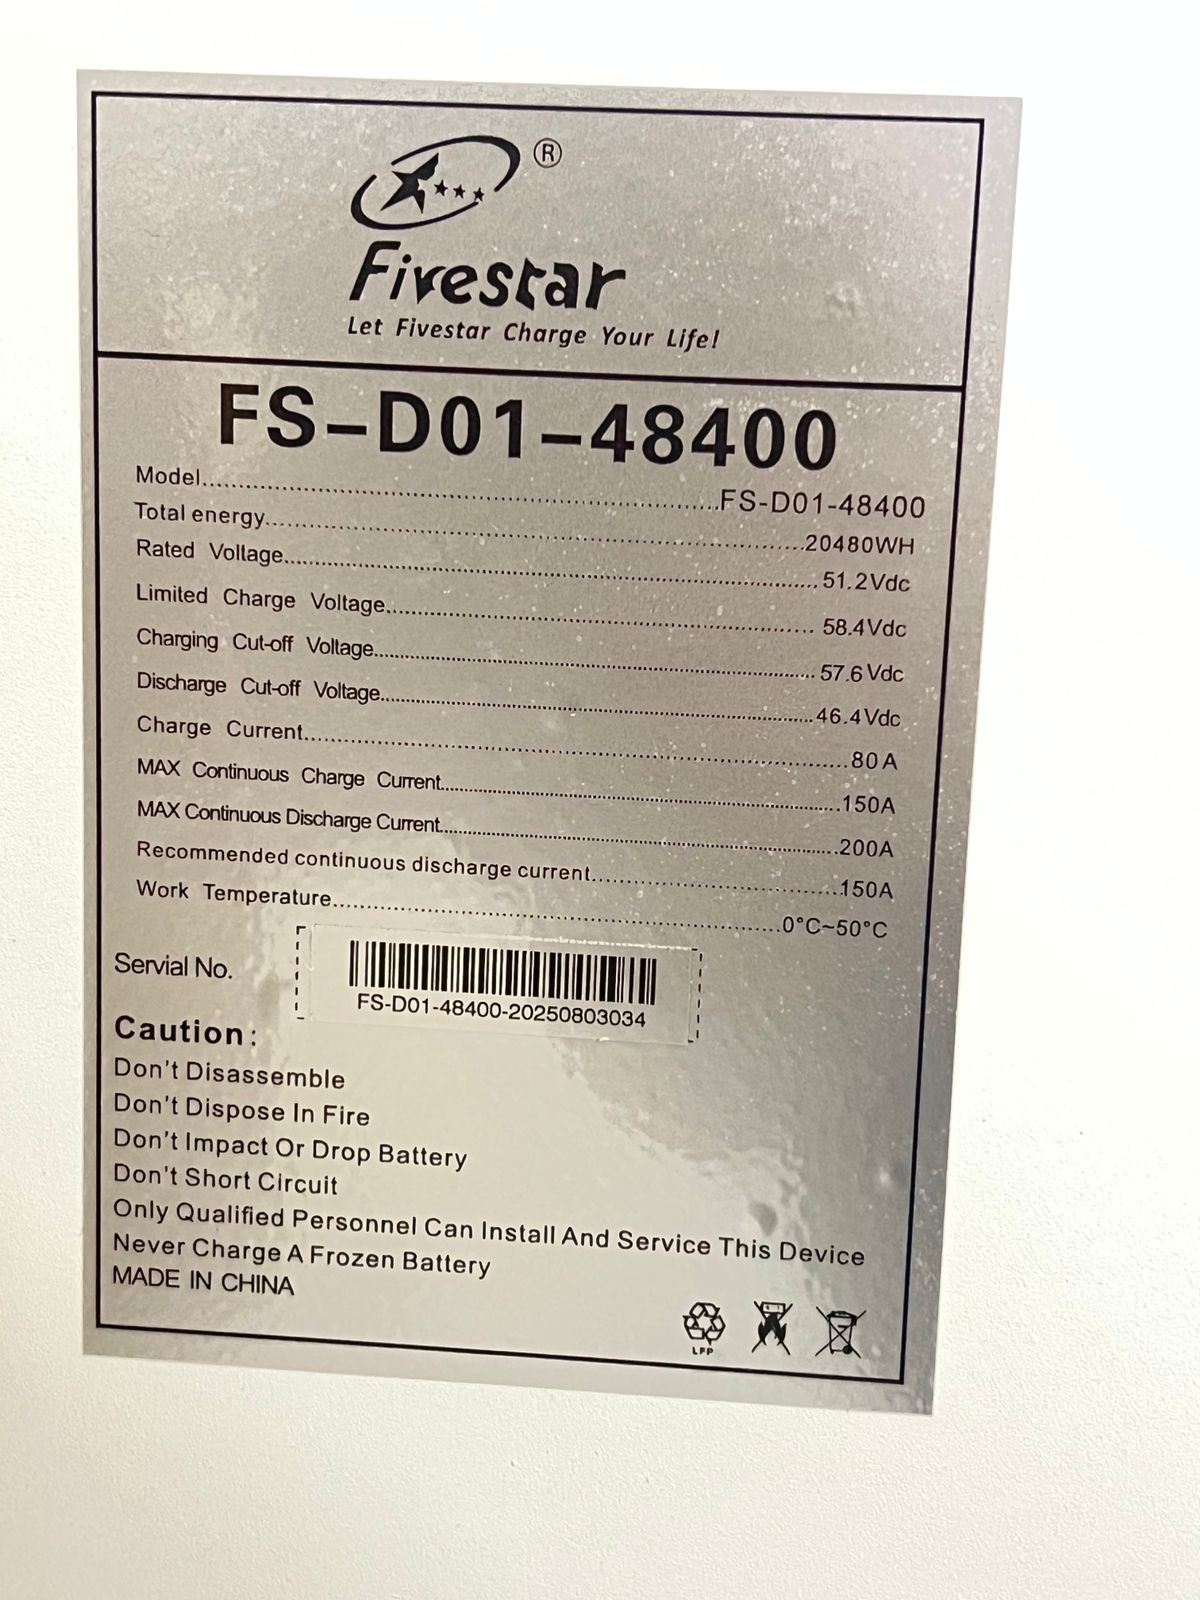 ®
Fivestar
Let Fivestar Charge Your Life!
FS-D01-48400
Model........FS-D01-48400
Total energy........20480WH
Rated Voltage........51.2Vdc
Limited Charge Voltage........58.4Vdc
Charging Cut-off Voltage........57.6Vdc
Discharge Cut-off Voltage........46.4Vdc
Charge Current........80A
MAX Continuous Charge Current........150A
MAX Continuous Discharge Current........200A
Recommended continuous discharge current........150A
Work Temperature........0°C~50°C
Servial No.
FS-D01-48400-20250803034
Caution:
Don't Disassemble
Don't Dispose In Fire
Don't Impact Or Drop Battery
Don't Short Circuit
Only Qualified Personnel Can Install And Service This Device
Never Charge A Frozen Battery
MADE IN CHINA
LFP